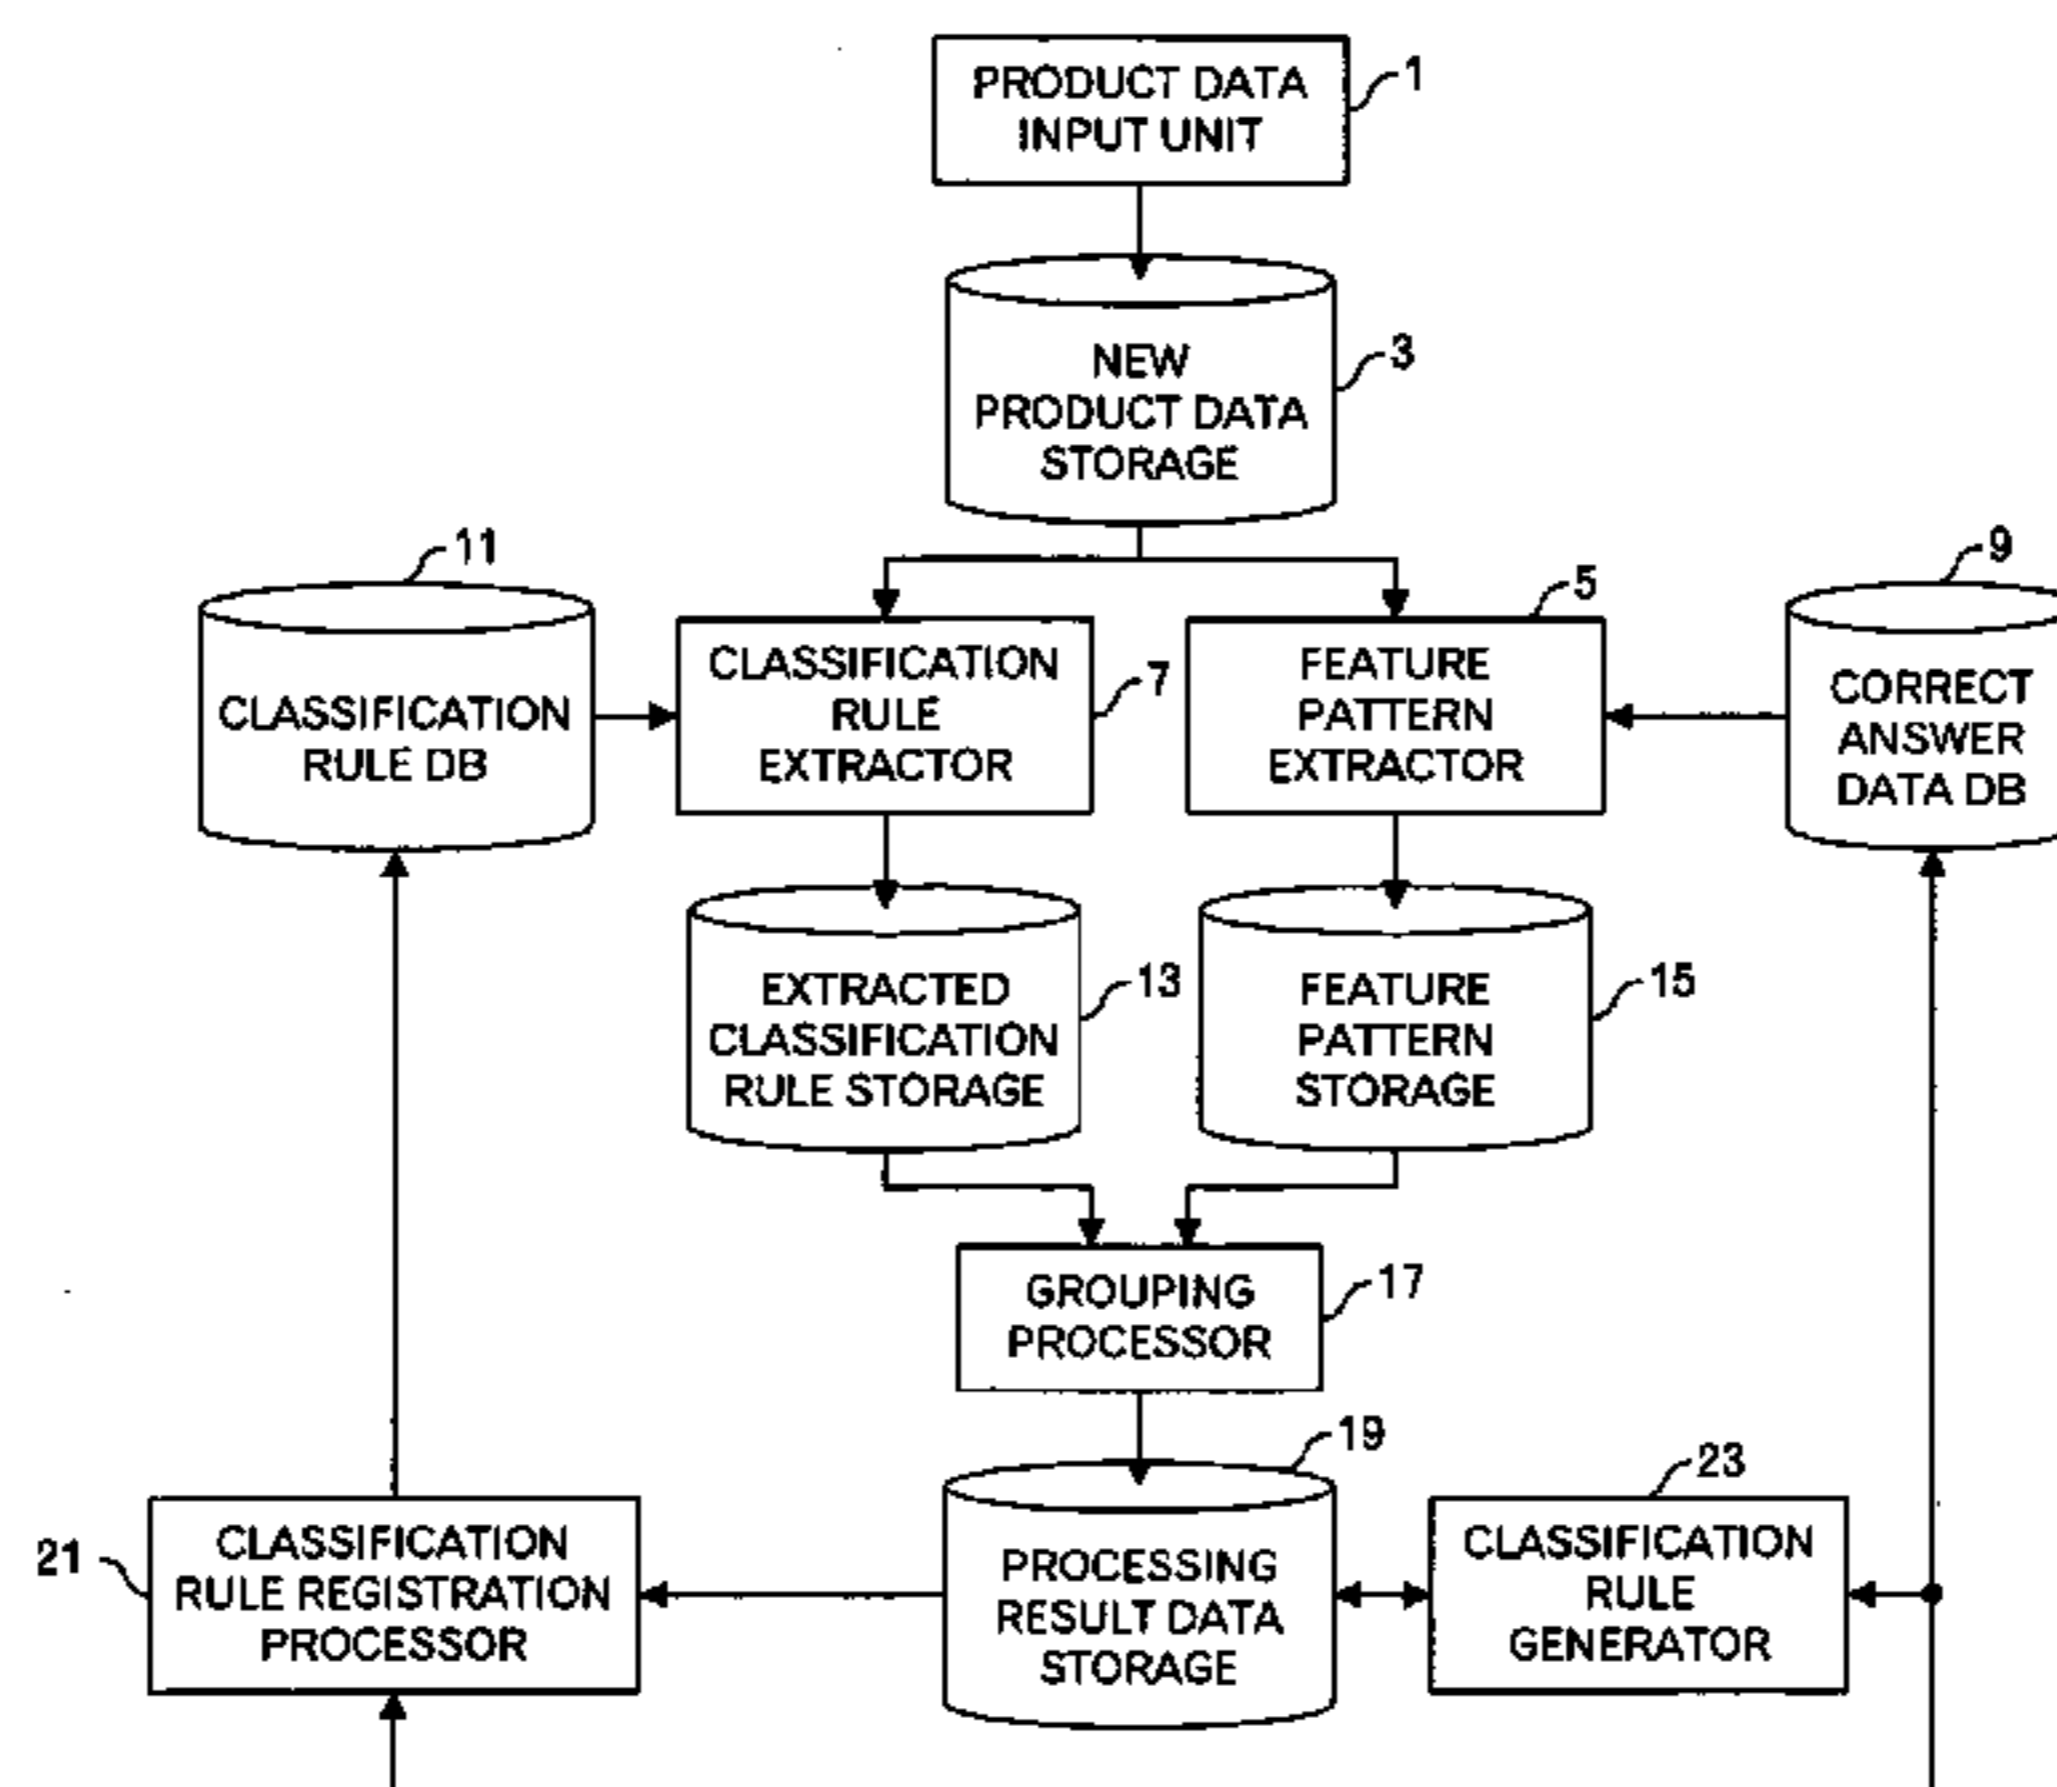 PRODUCT DATA
INPUT UNIT
1
NEW
PRODUCT DATA
STORAGE
3
11
CLASSIFICATION
RULE DB
CLASSIFICATION
RULE
EXTRACTOR
7
5
FEATURE
PATTERN
EXTRACTOR
9
CORRECT
ANSWER
DATA DB
EXTRACTED
CLASSIFICATION
RULE STORAGE
13
FEATURE
PATTERN
STORAGE
15
GROUPING
PROCESSOR
17
21
CLASSIFICATION
RULE REGISTRATION
PROCESSOR
19
PROCESSING
RESULT DATA
STORAGE
23
CLASSIFICATION
RULE
GENERATOR